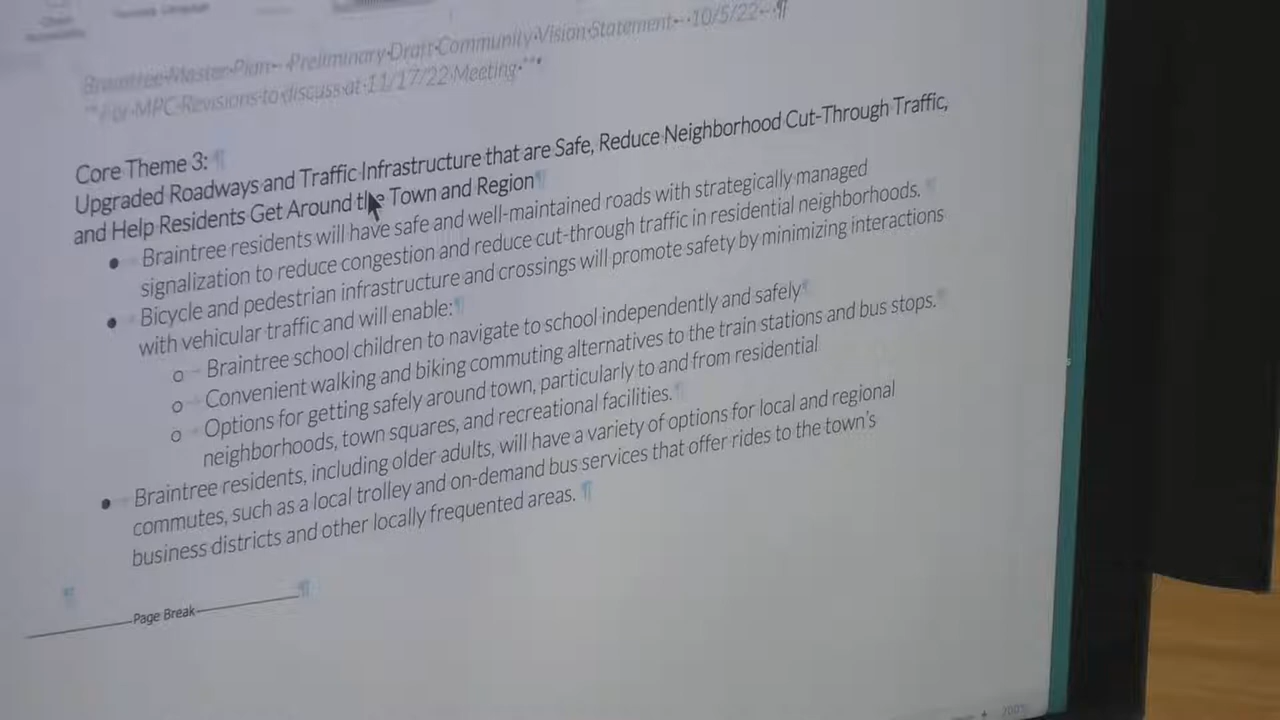 Braintree Master Plan - Preliminary Draft Community Vision Statement - 10/5/22 - ¶
**For MPC Revisions to discuss at 11/17/22 Meeting **
Core Theme 3: ¶
Upgraded Roadways and Traffic Infrastructure that are Safe, Reduce Neighborhood Cut-Through Traffic,
and Help Residents Get Around the Town and Region¶
• Braintree residents will have safe and well-maintained roads with strategically managed
signalization to reduce congestion and reduce cut-through traffic in residential neighborhoods. ¶
• Bicycle and pedestrian infrastructure and crossings will promote safety by minimizing interactions
with vehicular traffic and will enable:¶
o Braintree school children to navigate to school independently and safely¶
o Convenient walking and biking commuting alternatives to the train stations and bus stops.¶
o Options for getting safely around town, particularly to and from residential
neighborhoods, town squares, and recreational facilities.¶
• Braintree residents, including older adults, will have a variety of options for local and regional
commutes, such as a local trolley and on-demand bus services that offer rides to the town's
business districts and other locally frequented areas. ¶
¶
Page Break ¶